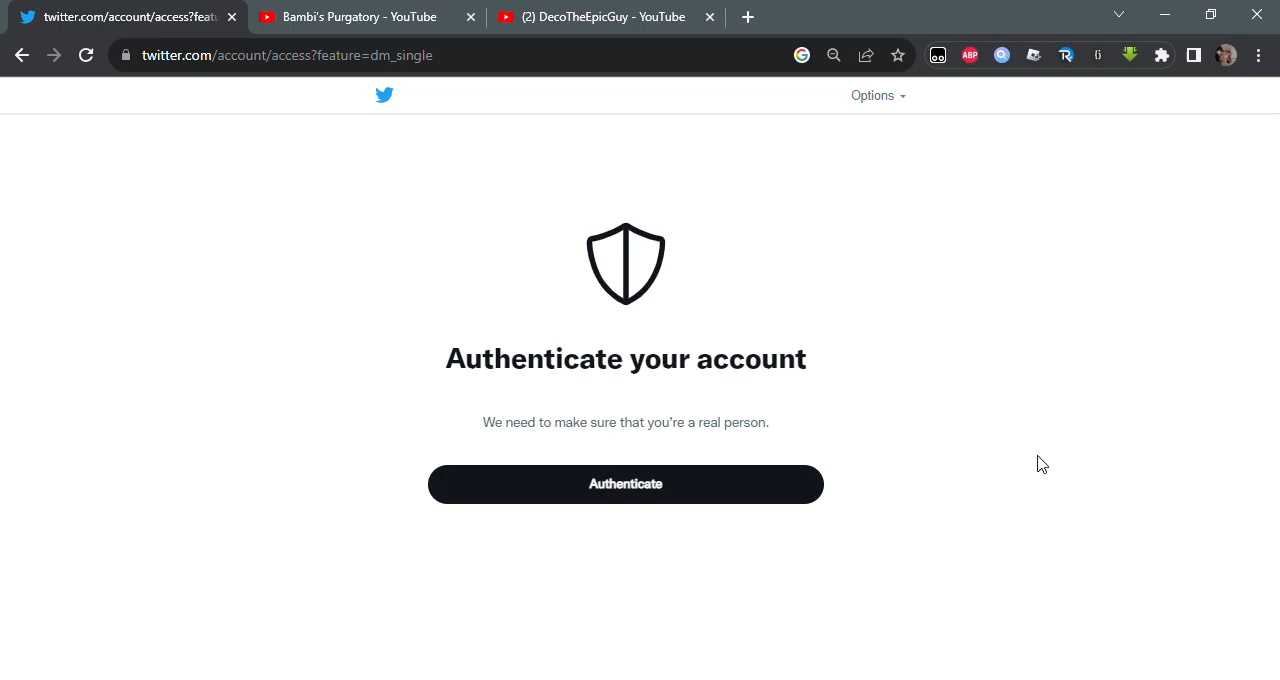 twitter.com/account/access?featu
Bambi's Purgatory - YouTube
(2) DecoTheEpicGuy - YouTube
twitter.com/account/access?feature=dm_single
ABP
{}
Options
Authenticate your account
We need to make sure that you’re a real person.
Authenticate